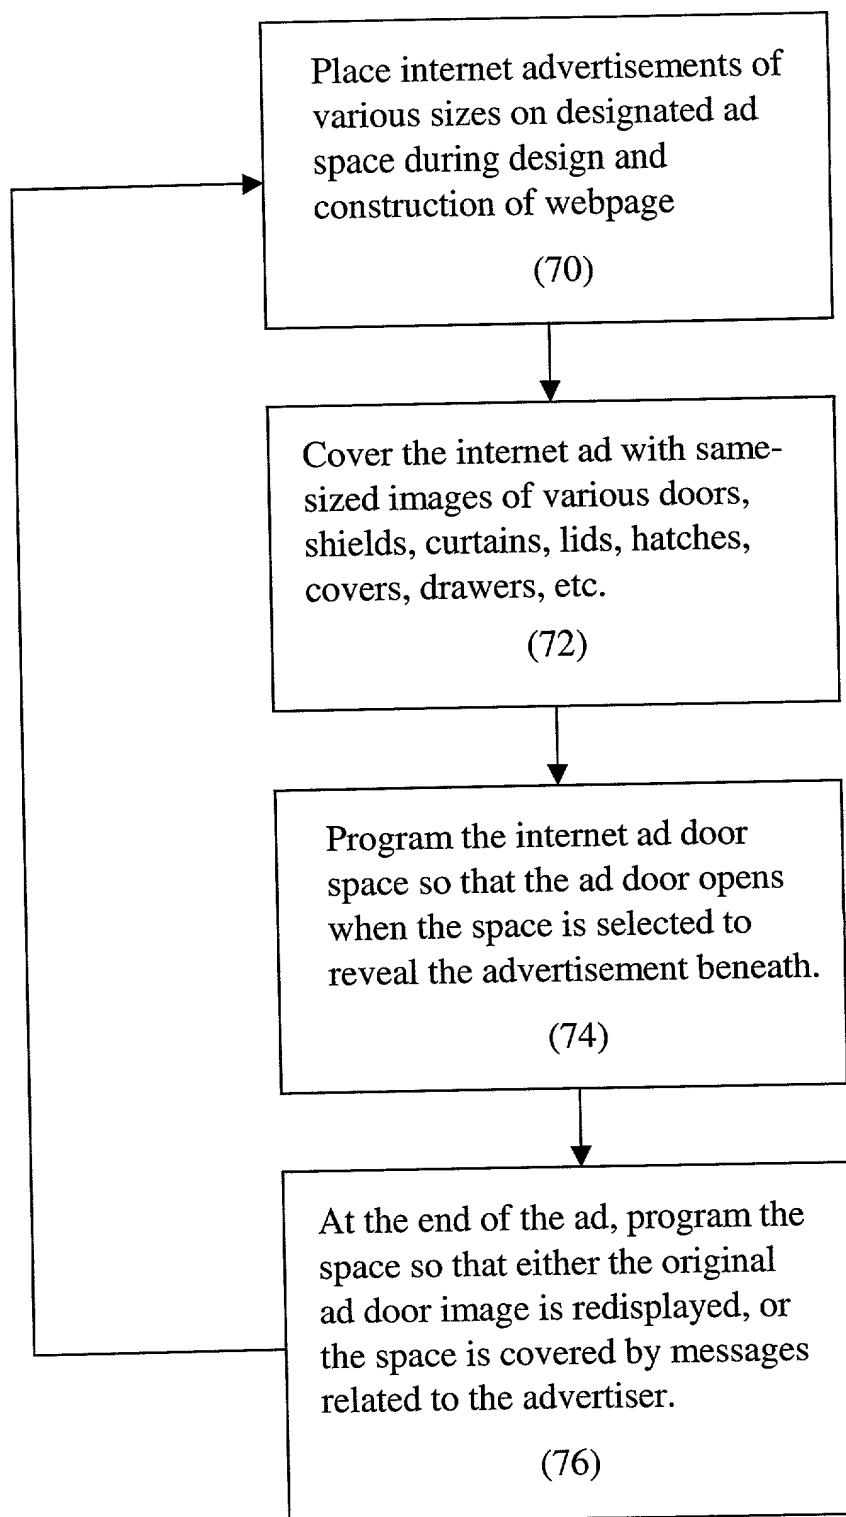 Place internet advertisements of
various sizes on designated ad
space during design and
construction of webpage
(70)
Cover the internet ad with same-
sized images of various doors,
shields, curtains, lids, hatches,
covers, drawers, etc.
(72)
Program the internet ad door
space so that the ad door opens
when the space is selected to
reveal the advertisement beneath.
(74)
At the end of the ad, program the
space so that either the original
ad door image is redisplayed, or
the space is covered by messages
related to the advertiser.
(76)